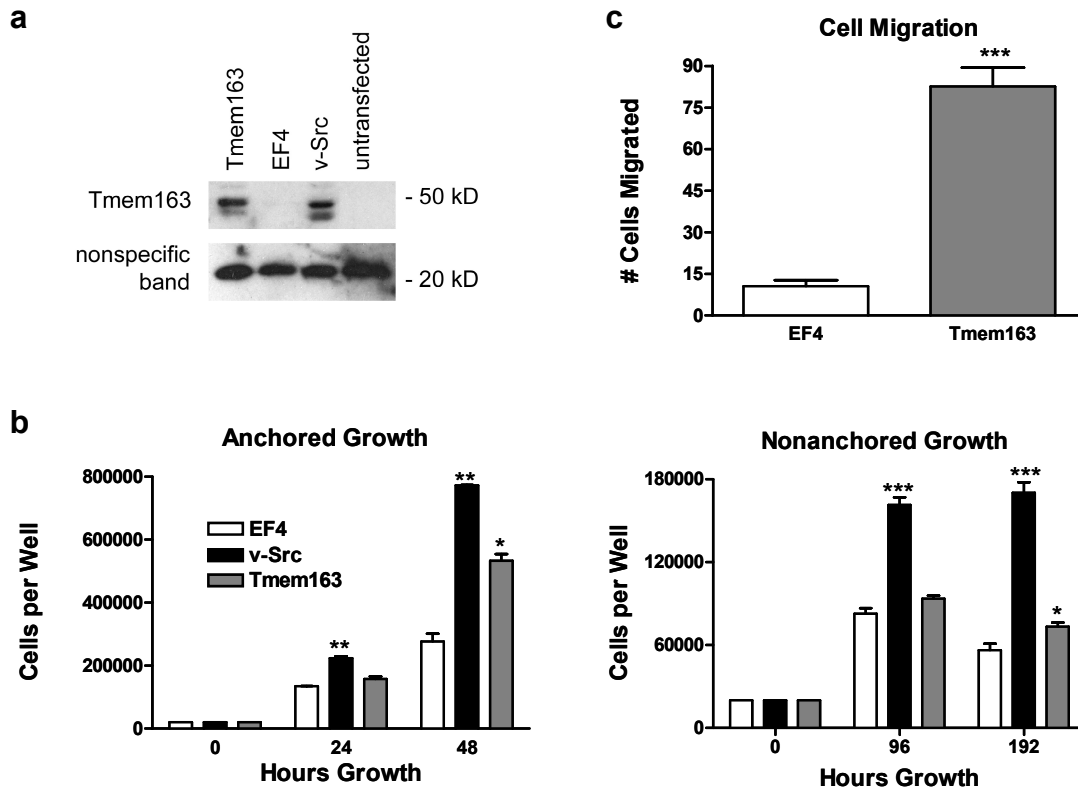 a
Tmem163
EF4
v-Src
untransfected
Tmem163
- 50 kD
nonspecific
band
- 20 kD
c
Cell Migration
***
90
75
60
45
30
15
0
# Cells Migrated
EF4
Tmem163
b
Anchored Growth
800000
600000
400000
200000
0
Cells per Well
EF4
v-Src
Tmem163
**
**
*
0
24
48
Hours Growth
Nonanchored Growth
180000
120000
60000
0
Cells per Well
***
***
*
0
96
192
Hours Growth